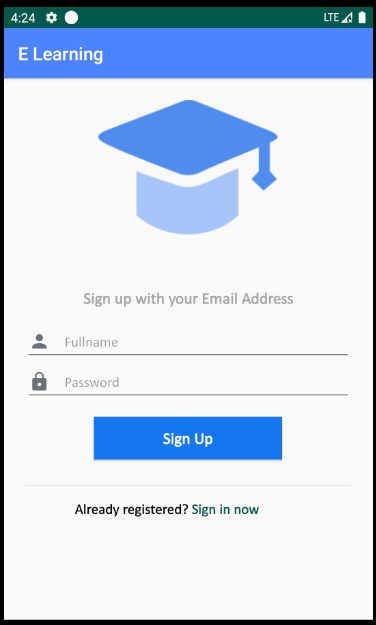 4:24 LTE
E Learning
Sign up with your Email Address
Fullname
Password
Sign Up
Already registered? Sign in now